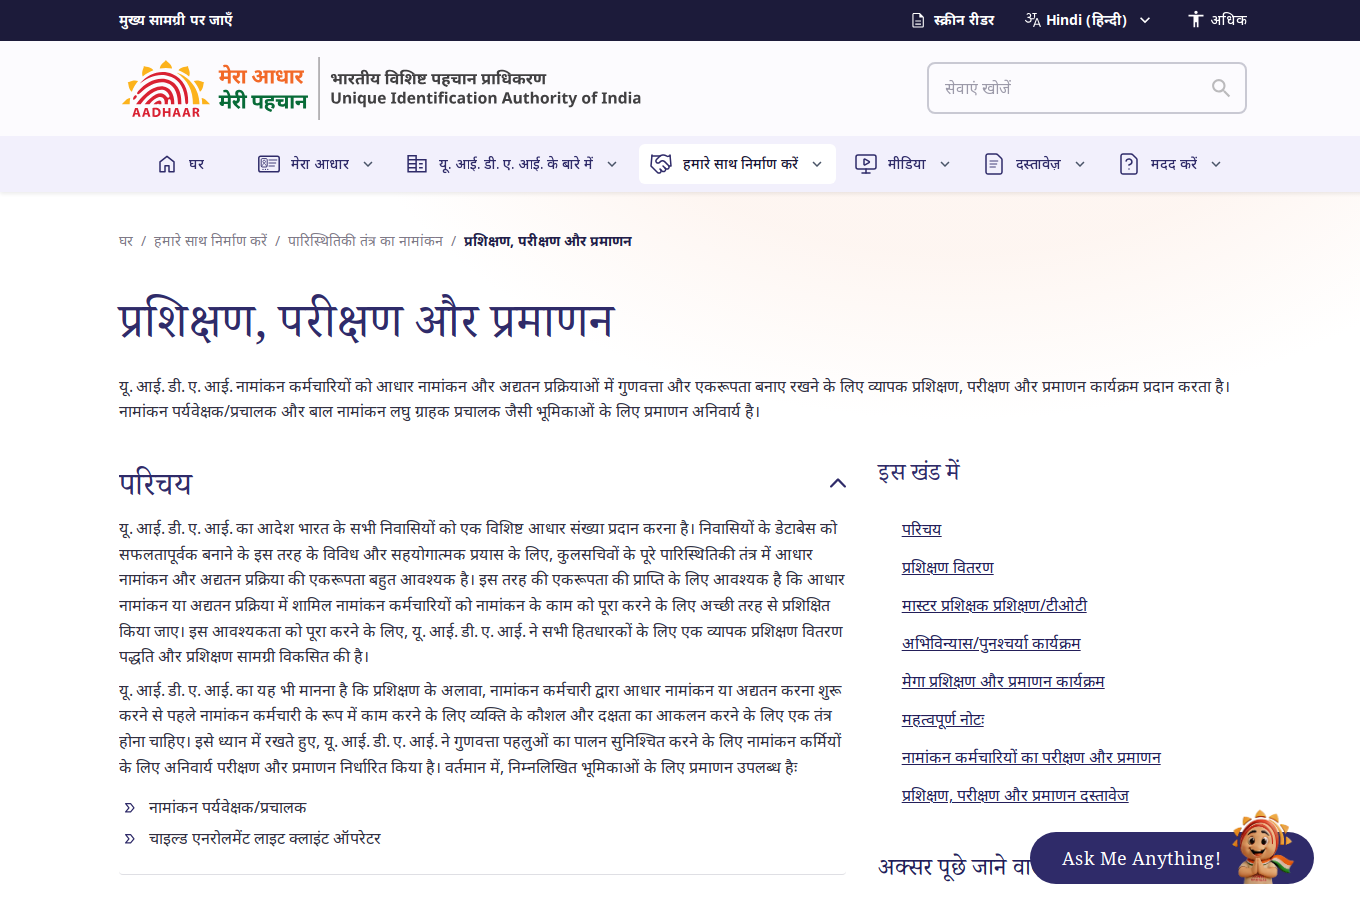 मुख्य सामग्री पर जाएँ
स्क्रीन रीडर
Hindi (हिन्दी)
अधिक
AADHAAR
मेरा आधार
मेरी पहचान
भारतीय विशिष्ट पहचान प्राधिकरण
Unique Identification Authority of India
सेवाएं खोजें
घर
मेरा आधार
यू. आई. डी. ए. आई. के बारे में
हमारे साथ निर्माण करें
मीडिया
दस्तावेज़
मदद करें
घर / हमारे साथ निर्माण करें / पारिस्थितिकी तंत्र का नामांकन / प्रशिक्षण, परीक्षण और प्रमाणन
प्रशिक्षण, परीक्षण और प्रमाणन
यू. आई. डी. ए. आई. नामांकन कर्मचारियों को आधार नामांकन और अद्यतन प्रक्रियाओं में गुणवत्ता और एकरूपता बनाए रखने के लिए व्यापक प्रशिक्षण, परीक्षण और प्रमाणन कार्यक्रम प्रदान करता है।
नामांकन पर्यवेक्षक/प्रचालक और बाल नामांकन लघु ग्राहक प्रचालक जैसी भूमिकाओं के लिए प्रमाणन अनिवार्य है।
परिचय
यू. आई. डी. ए. आई. का आदेश भारत के सभी निवासियों को एक विशिष्ट आधार संख्या प्रदान करना है। निवासियों के डेटाबेस को
सफलतापूर्वक बनाने के इस तरह के विविध और सहयोगात्मक प्रयास के लिए, कुलसचिवों के पूरे पारिस्थितिकी तंत्र में आधार
नामांकन और अद्यतन प्रक्रिया की एकरूपता बहुत आवश्यक है। इस तरह की एकरूपता की प्राप्ति के लिए आवश्यक है कि आधार
नामांकन या अद्यतन प्रक्रिया में शामिल नामांकन कर्मचारियों को नामांकन के काम को पूरा करने के लिए अच्छी तरह से प्रशिक्षित
किया जाए। इस आवश्यकता को पूरा करने के लिए, यू. आई. डी. ए. आई. ने सभी हितधारकों के लिए एक व्यापक प्रशिक्षण वितरण
पद्धति और प्रशिक्षण सामग्री विकसित की है।
यू. आई. डी. ए. आई. का यह भी मानना है कि प्रशिक्षण के अलावा, नामांकन कर्मचारी द्वारा आधार नामांकन या अद्यतन करना शुरू
करने से पहले नामांकन कर्मचारी के रूप में काम करने के लिए व्यक्ति के कौशल और दक्षता का आकलन करने के लिए एक तंत्र
होना चाहिए। इसे ध्यान में रखते हुए, यू. आई. डी. ए. आई. ने गुणवत्ता पहलुओं का पालन सुनिश्चित करने के लिए नामांकन कर्मियों
के लिए अनिवार्य परीक्षण और प्रमाणन निर्धारित किया है। वर्तमान में, निम्नलिखित भूमिकाओं के लिए प्रमाणन उपलब्ध हैः
नामांकन पर्यवेक्षक/प्रचालक
चाइल्ड एनरोलमेंट लाइट क्लाइंट ऑपरेटर
इस खंड में
परिचय
प्रशिक्षण वितरण
मास्टर प्रशिक्षक प्रशिक्षण/टीओटी
अभिविन्यास/पुनश्चर्या कार्यक्रम
मेगा प्रशिक्षण और प्रमाणन कार्यक्रम
महत्वपूर्ण नोटः
नामांकन कर्मचारियों का परीक्षण और प्रमाणन
प्रशिक्षण, परीक्षण और प्रमाणन दस्तावेज
अक्सर पूछे जाने वा
Ask Me Anything!